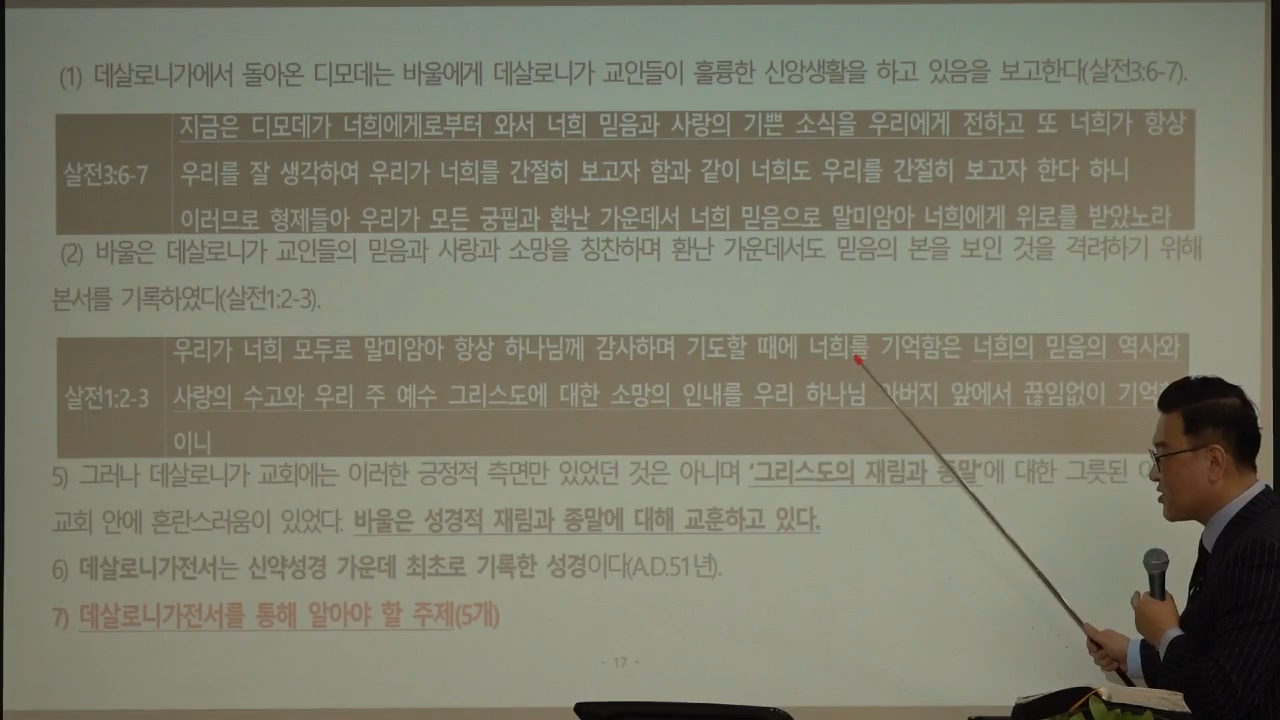 (1) 데살로니가에서 돌아온 디모데는 바울에게 데살로니가 교인들이 훌륭한 신앙생활을 하고 있음을 보고한다(살전3:6-7).
지금은 디모데가 너희에게로부터 와서 너희 믿음과 사랑의 기쁜 소식을 우리에게 전하고 또 너희가 항상
살전3:6-7 우리를 잘 생각하여 우리가 너희를 간절히 보고자 함과 같이 너희도 우리를 간절히 보고자 한다 하니
이러므로 형제들아 우리가 모든 궁핍과 환난 가운데서 너희 믿음으로 말미암아 너희에게 위로를 받았노라
(2) 바울은 데살로니가 교인들의 믿음과 사랑과 소망을 칭찬하며 환난 가운데서도 믿음의 본을 보인 것을 격려하기 위해
본서를 기록하였다(살전1:2-3).
우리가 너희 모두로 말미암아 항상 하나님께 감사하며 기도할 때에 너희를 기억함은 너희의 믿음의 역사와
살전1:2-3 사랑의 수고와 우리 주 예수 그리스도에 대한 소망의 인내를 우리 하나님 아버지 앞에서 끊임없이
이니
5) 그러나 데살로니가 교회에는 이러한 긍정적 측면만 있었던 것은 아니며 '그리스도의 재림과 종말'에 대한 그릇된
교회 안에 혼란스러움이 있었다. 바울은 성경적 재림과 종말에 대해 교훈하고 있다.
6) 데살로니가전서는 신약성경 가운데 최초로 기록한 성경이다(A.D.51년).
7) 데살로니가전서를 통해 알아야 할 주제(5개)
- 17 -